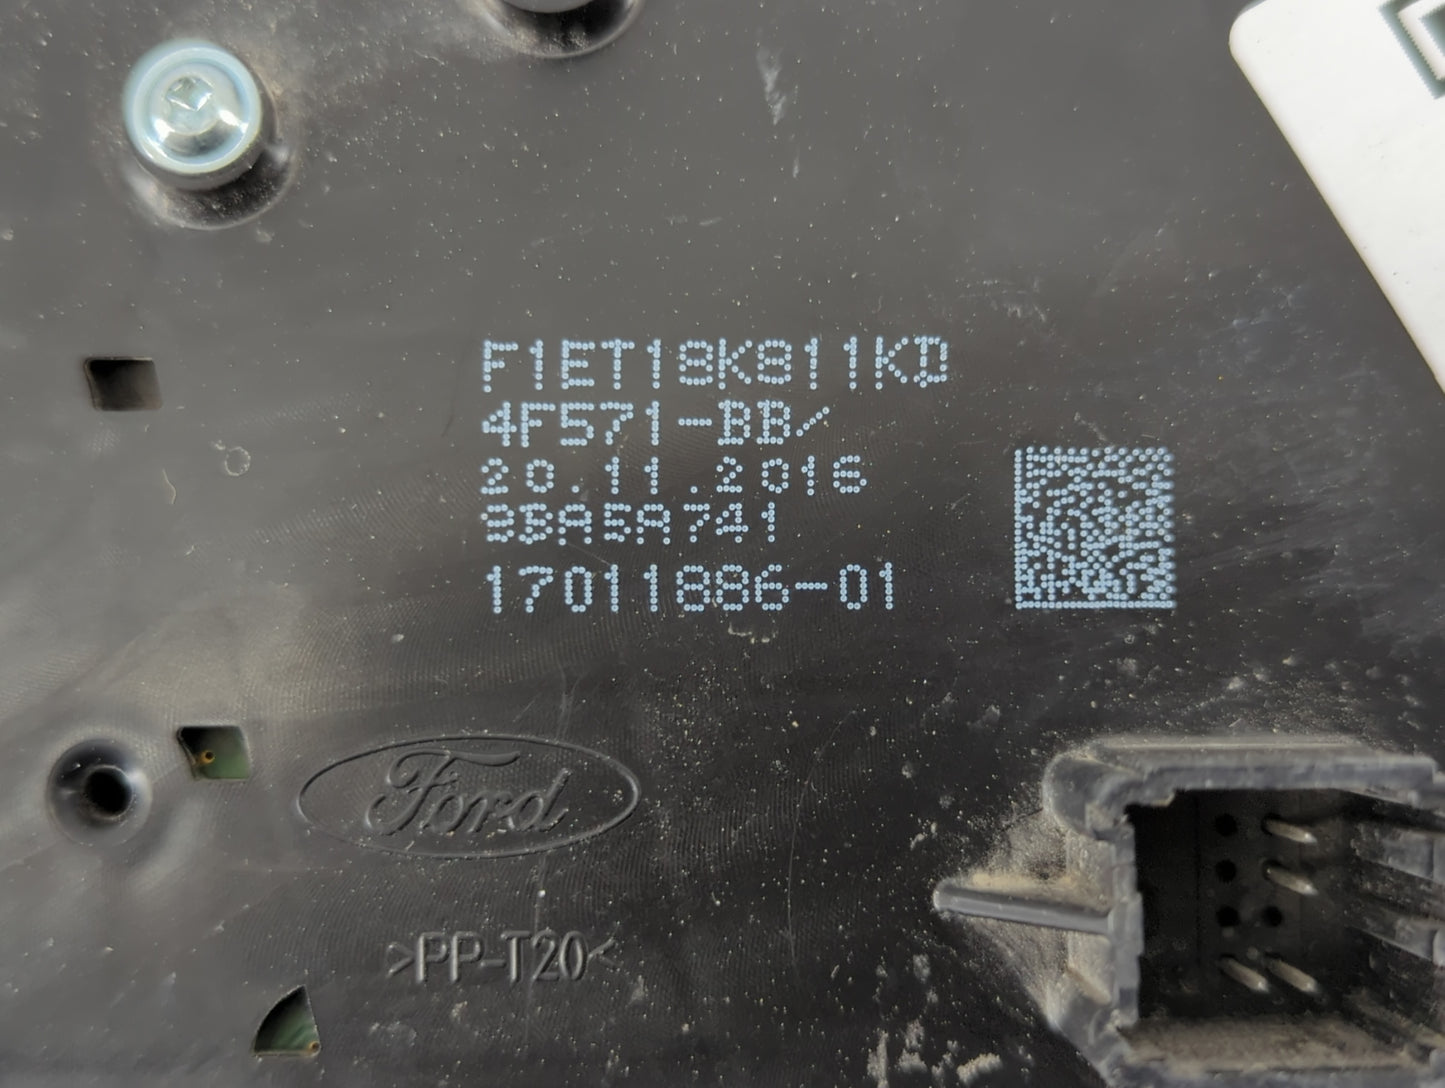 F1ET18K811KD
4F571-BB/
20.11.2016
9BA5A741
17011886-01
Ford
>PP-T20<